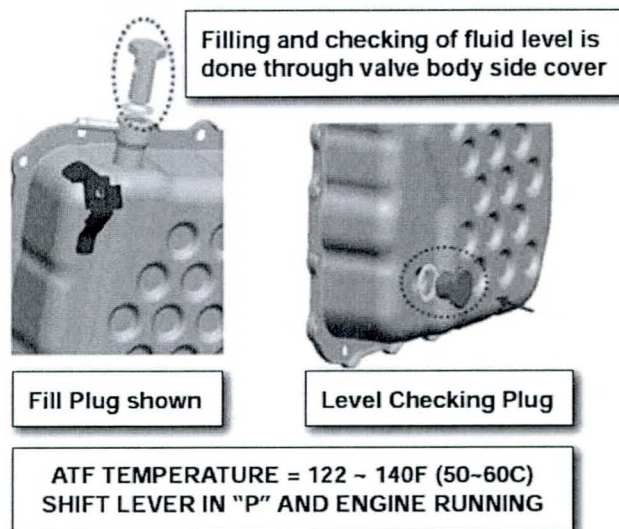 Filling and checking of fluid level is
done through valve body side cover
Fill Plug shown
Level Checking Plug
ATF TEMPERATURE = 122 ~ 140F (50~60C)
SHIFT LEVER IN "P" AND ENGINE RUNNING